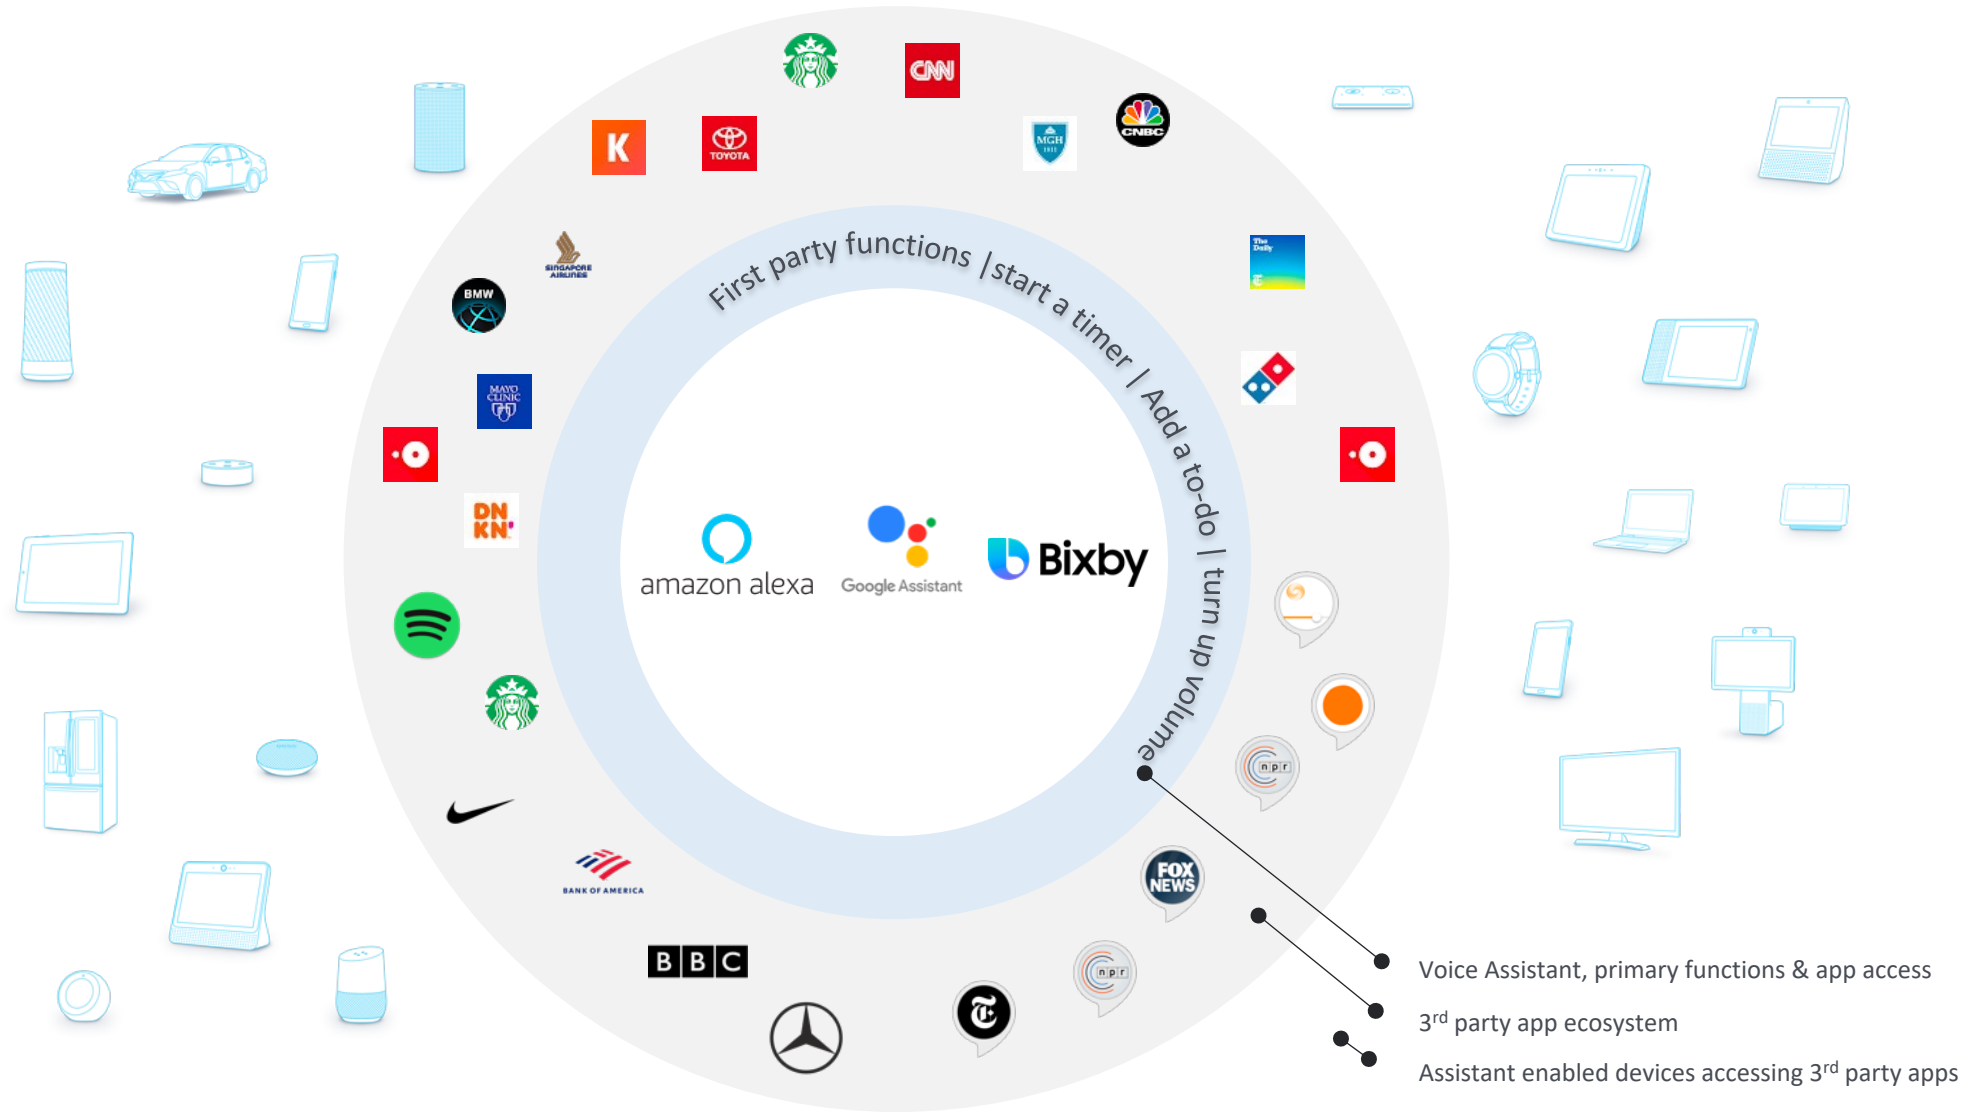 CNN
CNBC
MGH
1811
K
TOYOTA
The
Daily
SINGAPORE
AIRLINES
First party functions |start a timer | Add a to-do | turn up volume
BMW
MAYO
CLINIC
DN
KN'
amazon alexa
Google Assistant
Bixby
npr
FOX
NEWS
BANK OF AMERICA
BBC
npr
Voice Assistant, primary functions & app access
3rd party app ecosystem
Assistant enabled devices accessing 3rd party apps